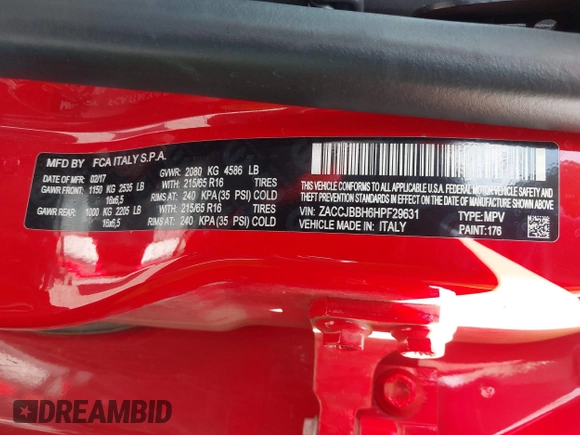 MFD BY FCA ITALY S.P.A.
DATE OF MFR: 02/17 GVWR: 2080 KG 4586 LB
GAWR FRONT: 1150 KG 2535 LB WITH: 215/65 R16 TIRES
16x6,5 RIMS AT: 240 KPA(35 PSI) COLD
GAWR REAR: 1000 KG 2205 LB WITH: 215/65 R16 TIRES
16x6,5 RIMS AT: 240 KPA(35 PSI) COLD
THIS VEHICLE CONFORMS TO ALL APPLICABLE U.S.A. FEDERAL MOTOR VEHICLE
SAFETY, BUMPER AND THEFT PREVENTION STANDARDS IN
EFFECT ON THE DATE OF MANUFACTURE SHOWN ABOVE.
VIN: ZACCJBBH6HPF29631 TYPE: MPV
VEHICLE MADE IN: ITALY PAINT: 176
DREAMBID